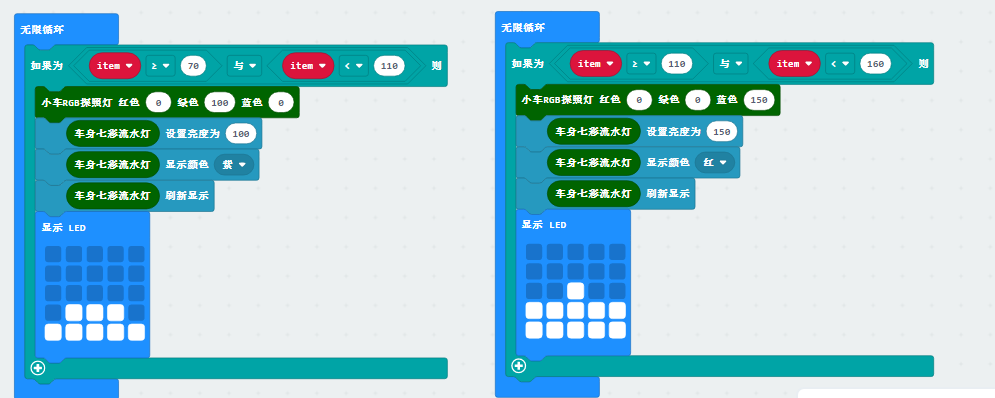 无限循环
如果为 item ≥ 70 与 item < 110 则
小车RGB探照灯 红色 0 绿色 100 蓝色 0
车身七彩流水灯 设置亮度为 100
车身七彩流水灯 显示颜色 紫
车身七彩流水灯 刷新显示
显示 LED
无限循环
如果为 item ≥ 110 与 item < 160 则
小车RGB探照灯 红色 0 绿色 0 蓝色 150
车身七彩流水灯 设置亮度为 150
车身七彩流水灯 显示颜色 红
车身七彩流水灯 刷新显示
显示 LED